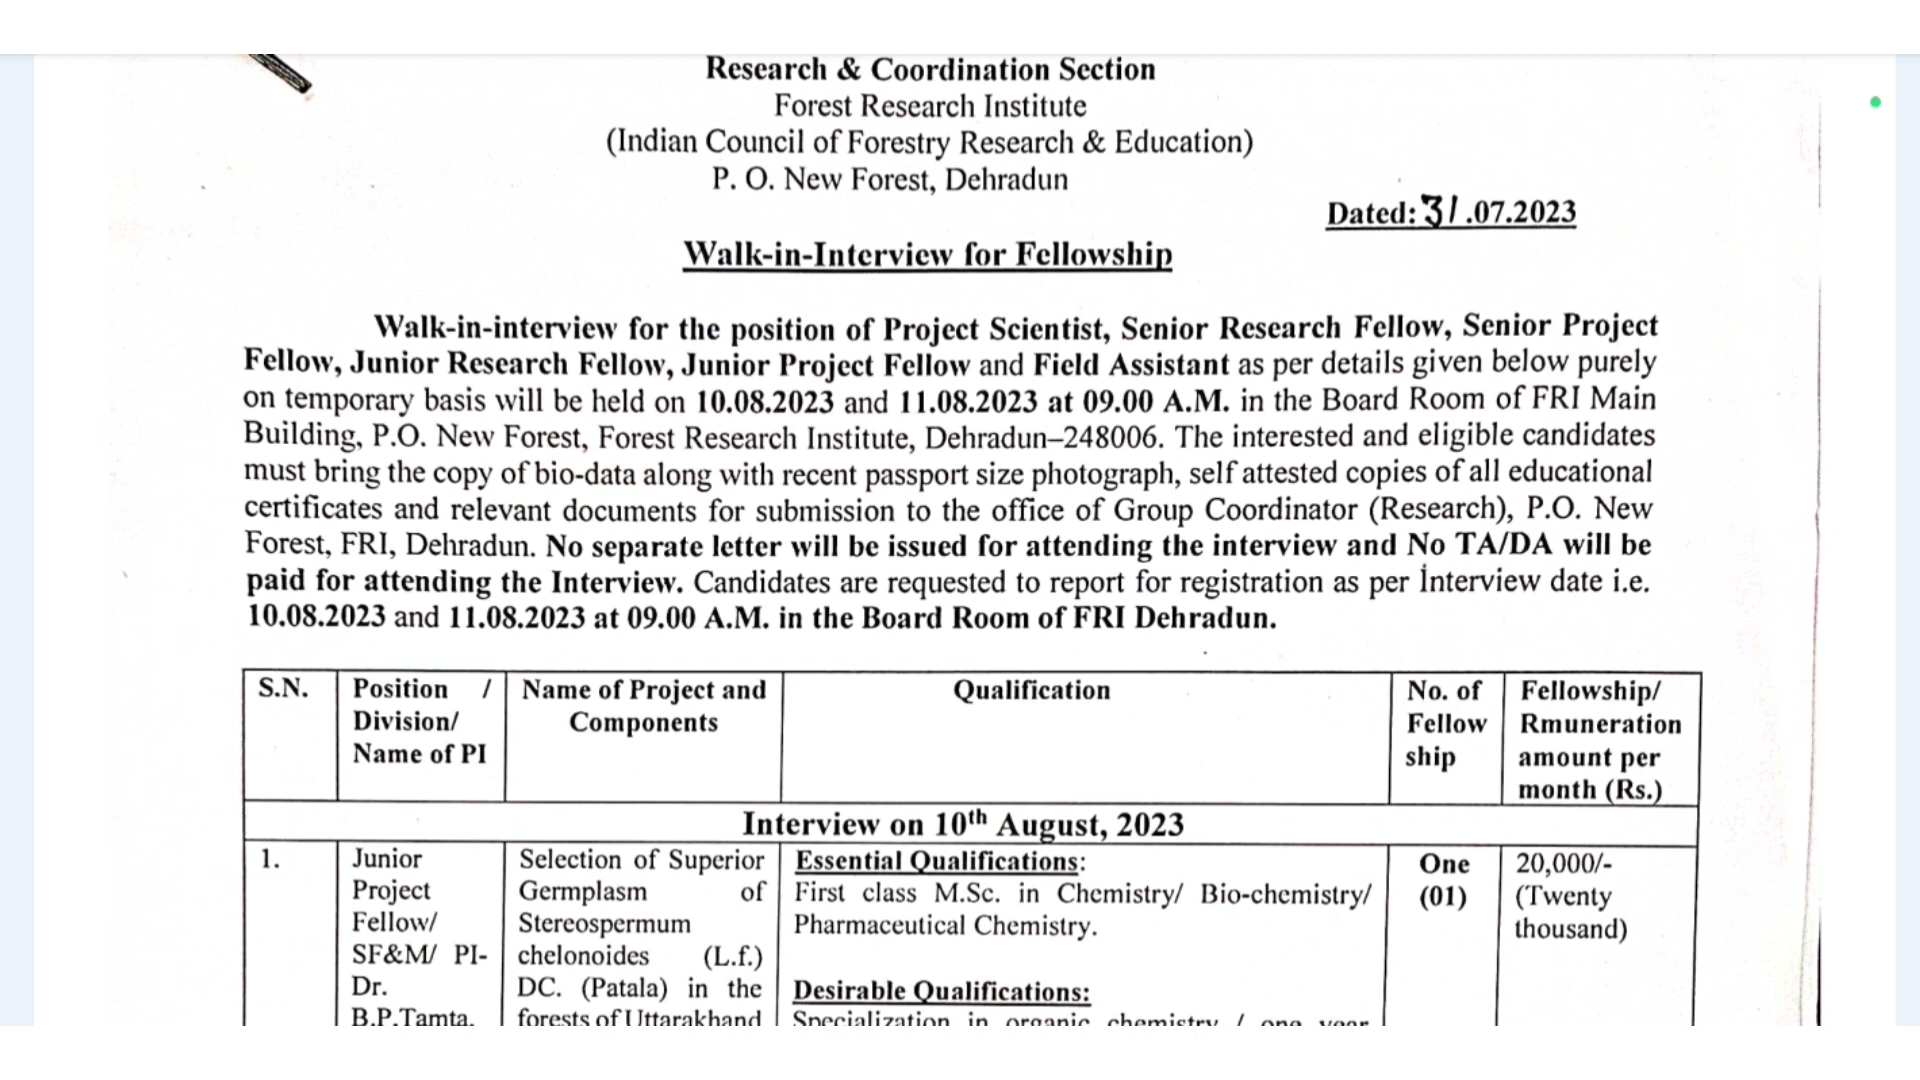 Research & Coordination Section
Forest Research Institute
(Indian Council of Forestry Research & Education)
P. O. New Forest, Dehradun
Dated: 31.07.2023
Walk-in-Interview for Fellowship
Walk-in-interview for the position of Project Scientist, Senior Research Fellow, Senior Project
Fellow, Junior Research Fellow, Junior Project Fellow and Field Assistant as per details given below purely
on temporary basis will be held on 10.08.2023 and 11.08.2023 at 09.00 A.M. in the Board Room of FRI Main
Building, P.O. New Forest, Forest Research Institute, Dehradun–248006. The interested and eligible candidates
must bring the copy of bio-data along with recent passport size photograph, self attested copies of all educational
certificates and relevant documents for submission to the office of Group Coordinator (Research), P.O. New
Forest, FRI, Dehradun. No separate letter will be issued for attending the interview and No TA/DA will be
paid for attending the Interview. Candidates are requested to report for registration as per Interview date i.e.
10.08.2023 and 11.08.2023 at 09.00 A.M. in the Board Room of FRI Dehradun.
S.N.
Position /
Division/
Name of PI
Name of Project and
Components
Qualification
No. of
Fellow
ship
Fellowship/
Rmuneration
amount per
month (Rs.)
Interview on 10th August, 2023
1.
Junior
Project
Fellow/
SF&M/ PI-
Dr.
B.P.Tamta,
Selection of Superior
Germplasm of
Stereospermum
chelonoides (L.f.)
DC. (Patala) in the
forests of Uttarakhand
Essential Qualifications:
First class M.Sc. in Chemistry/ Bio-chemistry/
Pharmaceutical Chemistry.
Desirable Qualifications:
Specialization in organic chemistry / one year
One
(01)
20,000/-
(Twenty
thousand)